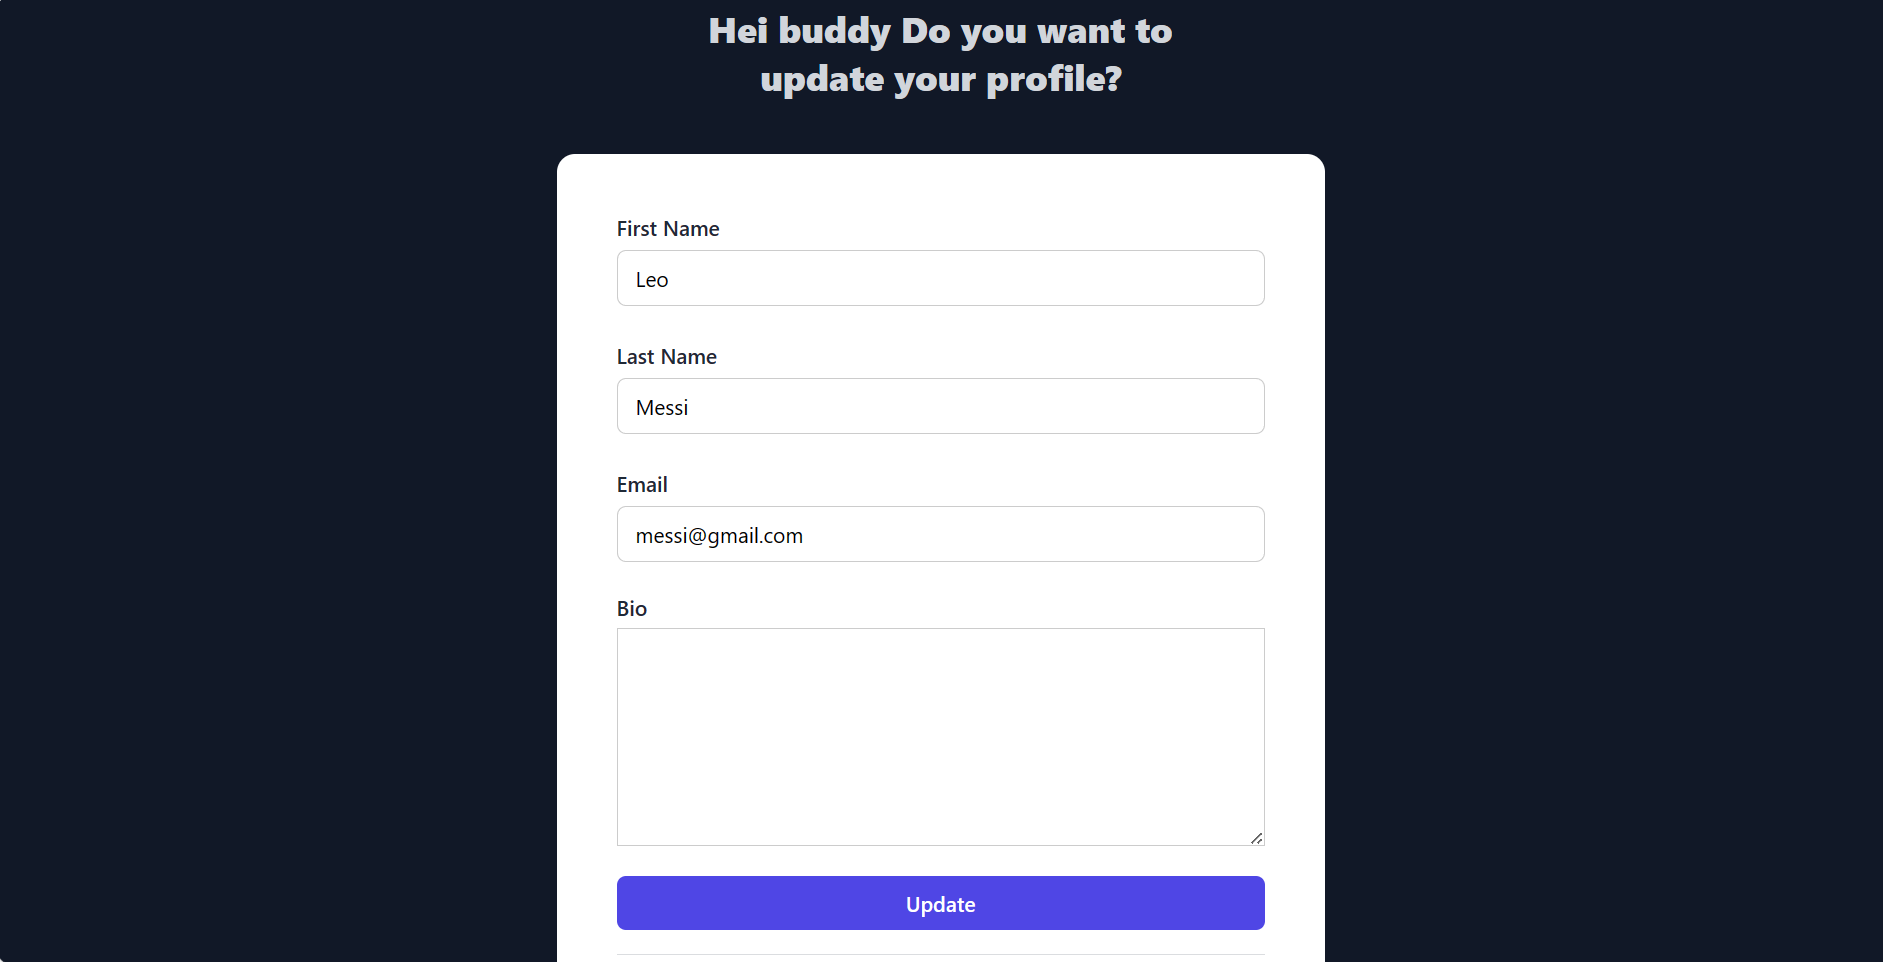 Hei buddy Do you want to
update your profile?
First Name
Leo
Last Name
Messi
Email
messi@gmail.com
Bio
Update